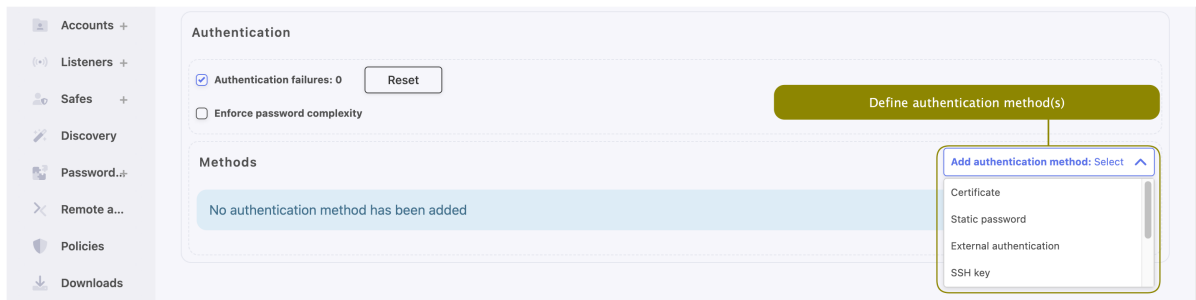 Accounts +
Listeners +
Safes +
Discovery
Password...+
Remote a...
Policies
Downloads
Authentication
Authentication failures: 0
Reset
Enforce password complexity
Define authentication method(s)
Methods
Add authentication method: Select
No authentication method has been added
Certificate
Static password
External authentication
SSH key